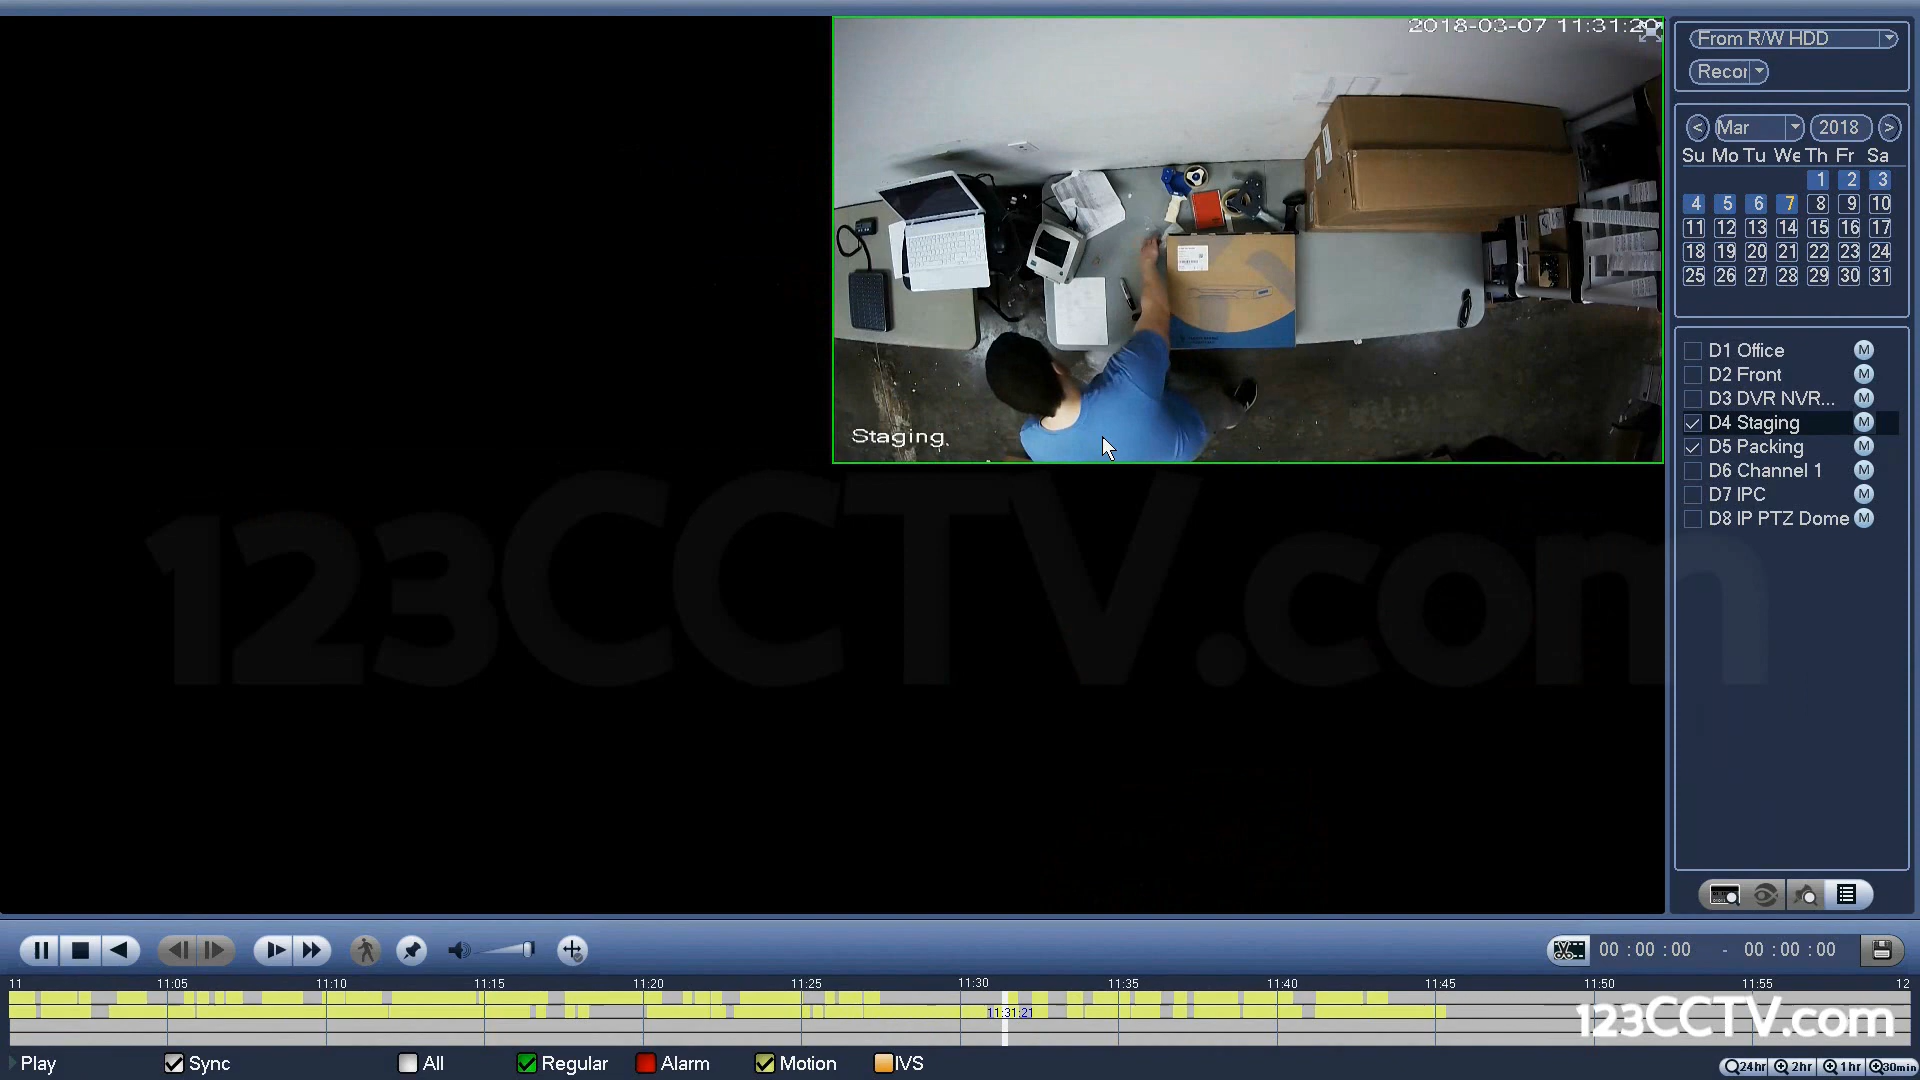 2018-03-07 11:31:20
Staging
From R/W HDD
Recor
< Mar 2018 >
Su Mo Tu We Th Fr Sa
1 2 3
4 5 6 7 8 9 10
11 12 13 14 15 16 17
18 19 20 21 22 23 24
25 26 27 28 29 30 31
D1 Office M
D2 Front M
D3 DVR NVR... M
D4 Staging M
D5 Packing M
D6 Channel 1 M
D7 IPC M
D8 IP PTZ Dome M
123CCTV.com
00 :00 :00 - 00 :00 :00
11 11:05 11:10 11:15 11:20 11:25 11:30 11:35 11:40 11:45 11:50 11:55 12
11:31:21
123CCTV.com
Play Sync All Regular Alarm Motion IVS
24hr 2hr 1hr 30min